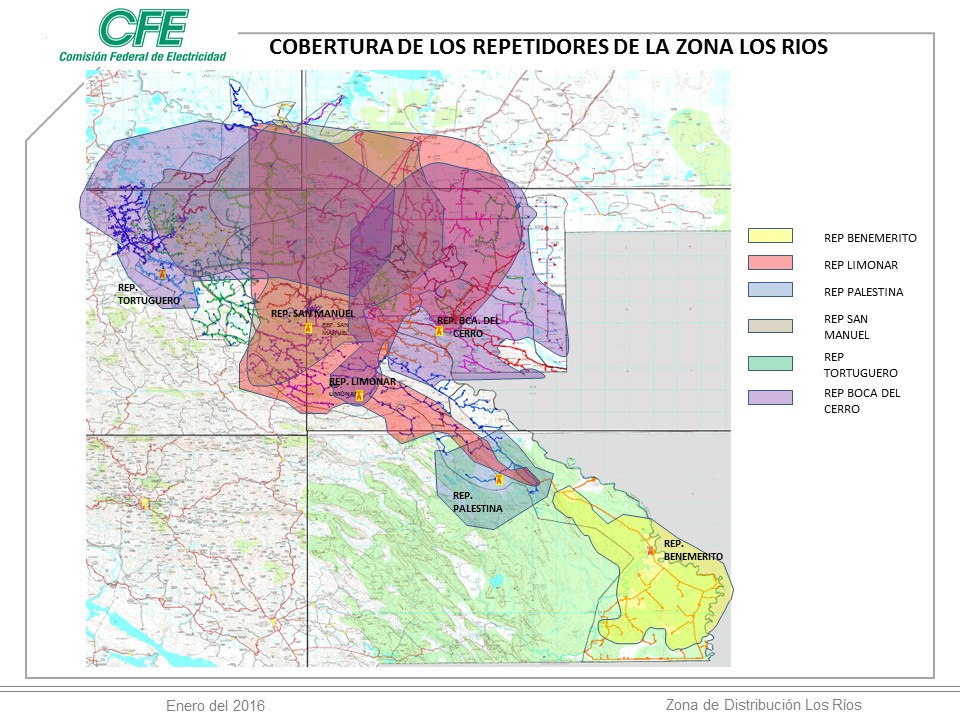 CFE
Comisión Federal de Electricidad
COBERTURA DE LOS REPETIDORES DE LA ZONA LOS RIOS
REP.
TORTUGUERO
REP. SAN MANUEL
REP. SAN
MANUEL
REP. BCA. DEL
CERRO
REP. LIMONAR
LIMONAR
REP.
PALESTINA
REP.
BENEMERITO
REP BENEMERITO
REP LIMONAR
REP PALESTINA
REP SAN
MANUEL
REP
TORTUGUERO
REP BOCA DEL
CERRO
Enero del 2016
Zona de Distribución Los Ríos